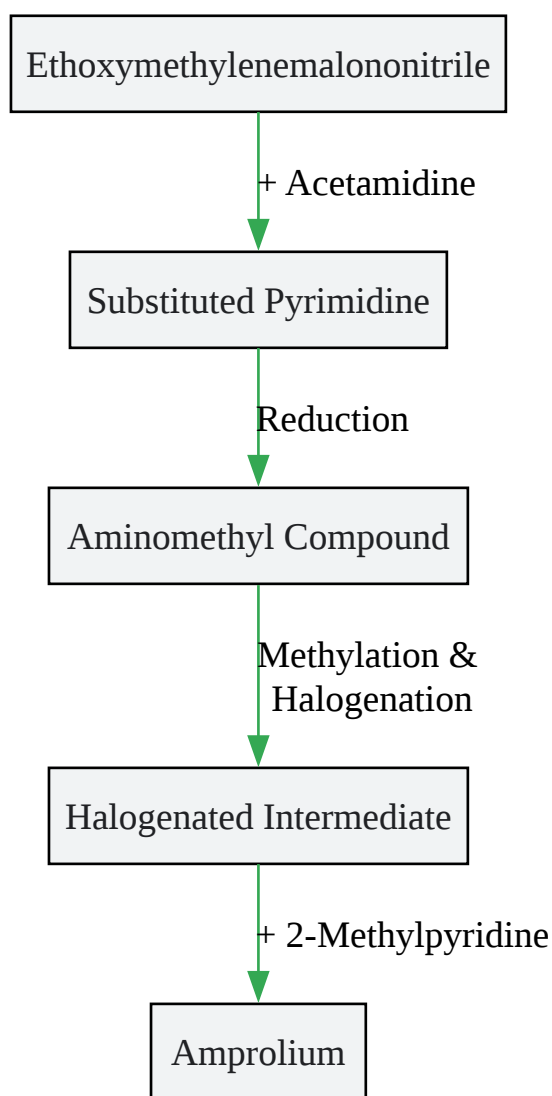 Ethoxymethylenemalononitrile
+ Acetamidine
Substituted Pyrimidine
Reduction
Aminomethyl Compound
Methylation &
Halogenation
Halogenated Intermediate
+ 2-Methylpyridine
Amprolium